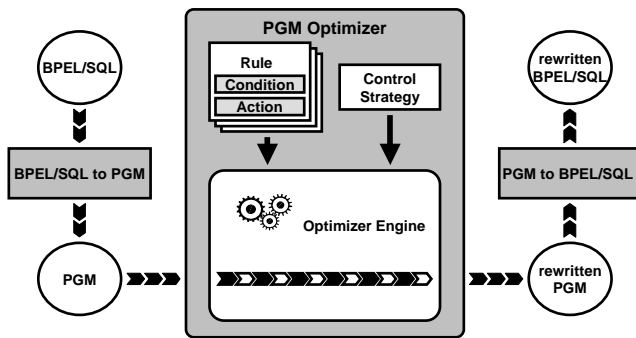 PGM Optimizer
BPEL/SQL
Rule
Condition
Action
Control
Strategy
rewritten
BPEL/SQL
BPEL/SQL to PGM
PGM to BPEL/SQL
Optimizer Engine
PGM
rewritten
PGM